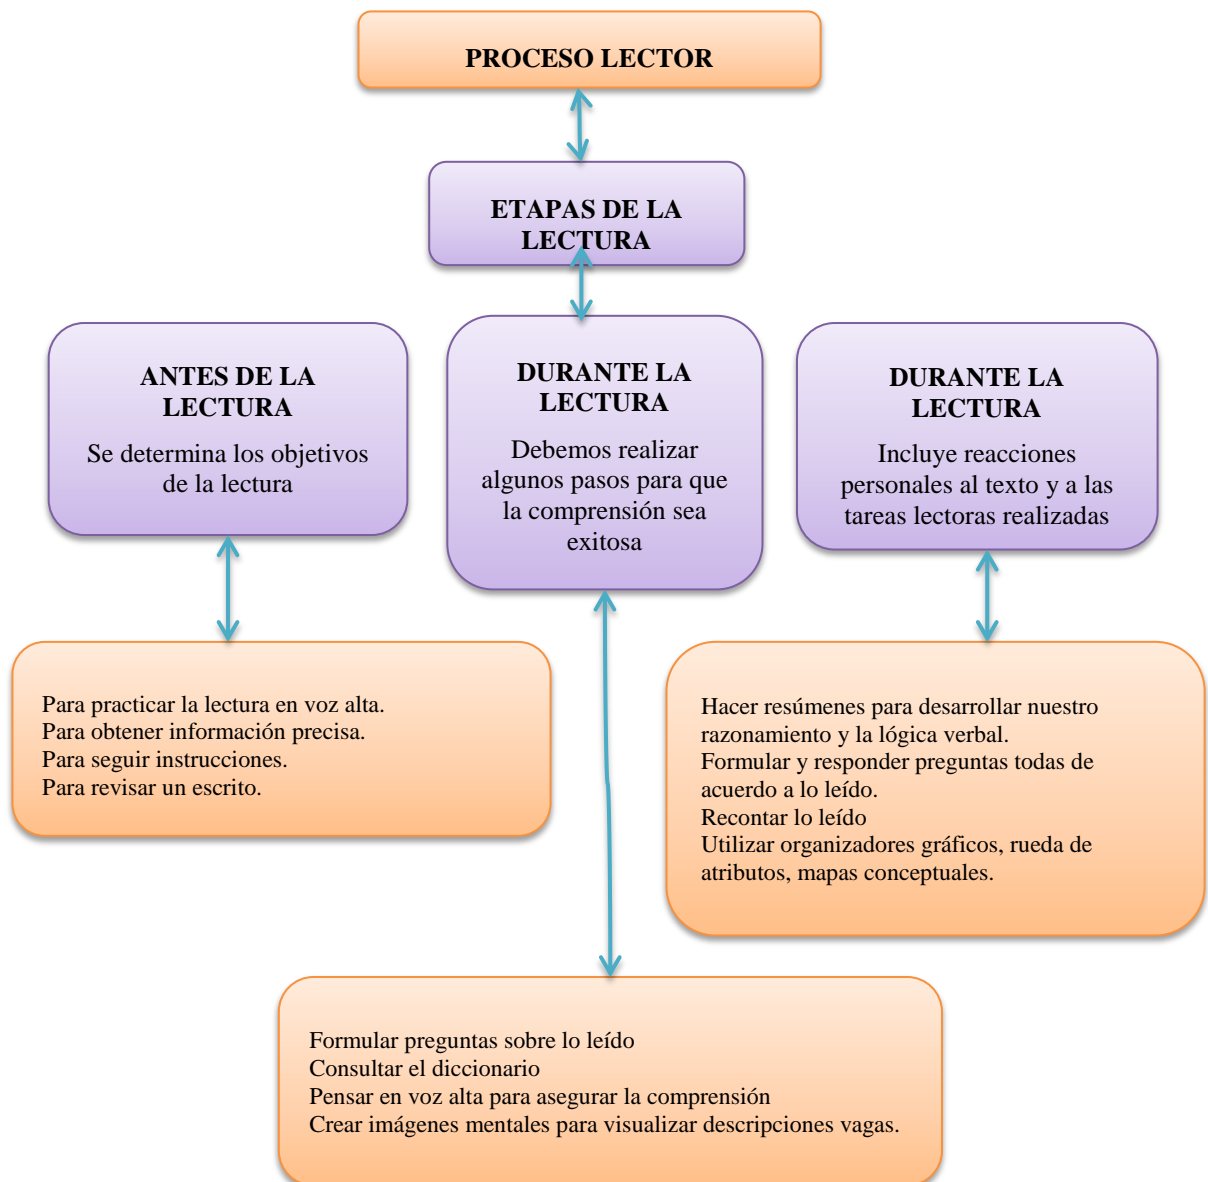 PROCESO LECTOR
ETAPAS DE LA
LECTURA
ANTES DE LA
LECTURA
Se determina los objetivos
de la lectura
DURANTE LA
LECTURA
Debemos realizar
algunos pasos para que
la comprensión sea
exitosa
DURANTE LA
LECTURA
Incluye reacciones
personales al texto y a las
tareas lectoras realizadas
Para practicar la lectura en voz alta.
Para obtener información precisa.
Para seguir instrucciones.
Para revisar un escrito.
Hacer resúmenes para desarrollar nuestro
razonamiento y la lógica verbal.
Formular y responder preguntas todas de
acuerdo a lo leído.
Recontar lo leído
Utilizar organizadores gráficos, rueda de
atributos, mapas conceptuales.
Formular preguntas sobre lo leído
Consultar el diccionario
Pensar en voz alta para asegurar la comprensión
Crear imágenes mentales para visualizar descripciones vagas.